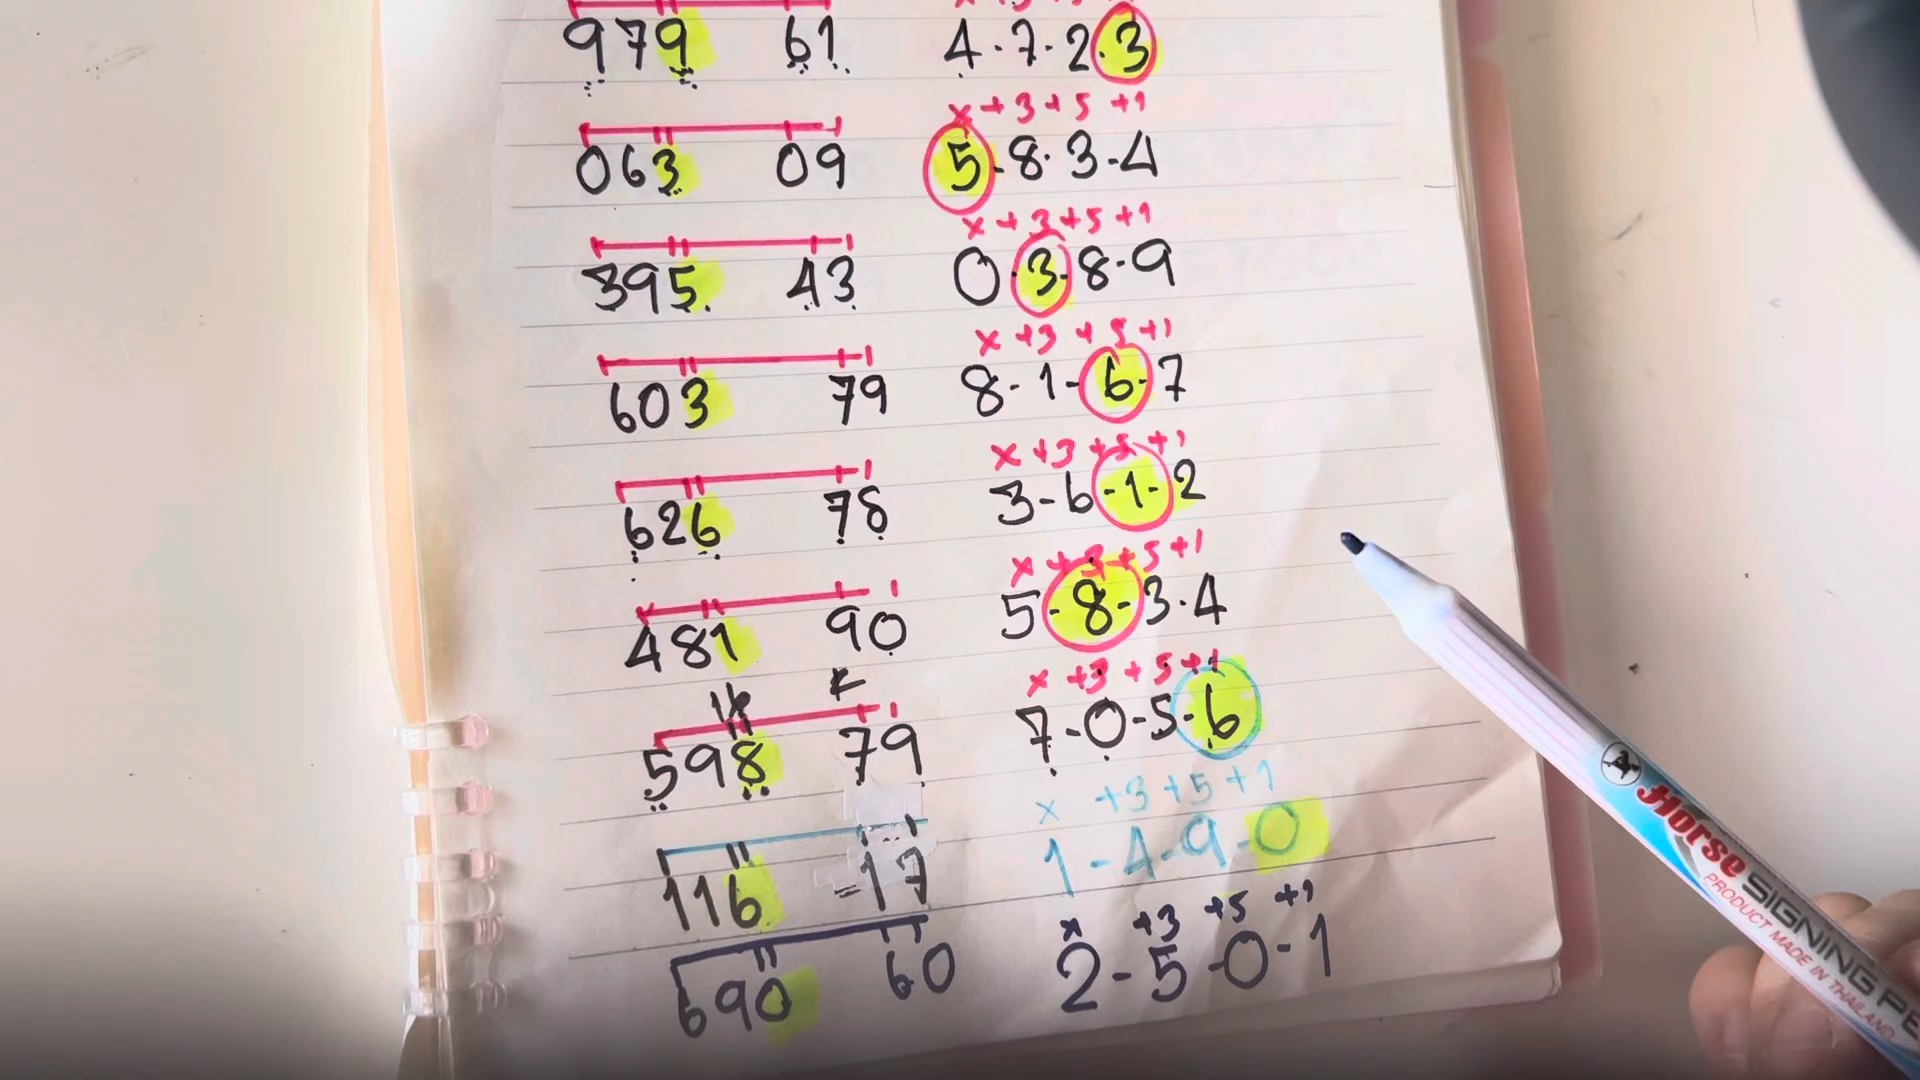 979 61 4·7·2·3
x +3 +5 +1
063 09 5-8·3-4
x +3 +5 +1
395 43 0·3-8-9
x +3 +5 +1
603 79 8-1-6-7
x +3 +5 +1
626 78 3-6-1-2
x +3 +5 +1
481 90 5-8-3·4
x +3 +5 +1
598 79 7-0-5-6
x +3 +5 +1
116 =17 1-4-9-0
x +3 +5 +1
690 60 2-5-0-1
Horse SIGNING PE
PRODUCT MADE IN THAILAND